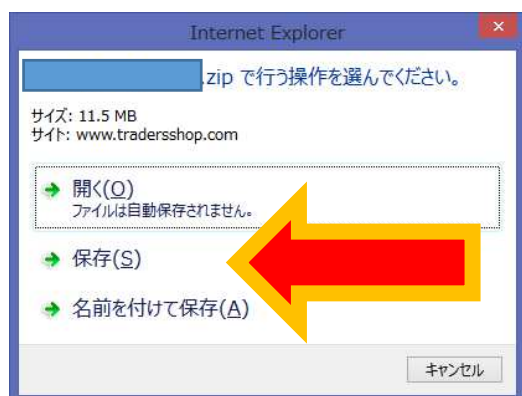 Internet Explorer
.zip で行う操作を選んでください。
サイズ: 11.5 MB
サイト: www.tradersshop.com
開く(O)
ファイルは自動保存されません。
保存(S)
名前を付けて保存(A)
キャンセル